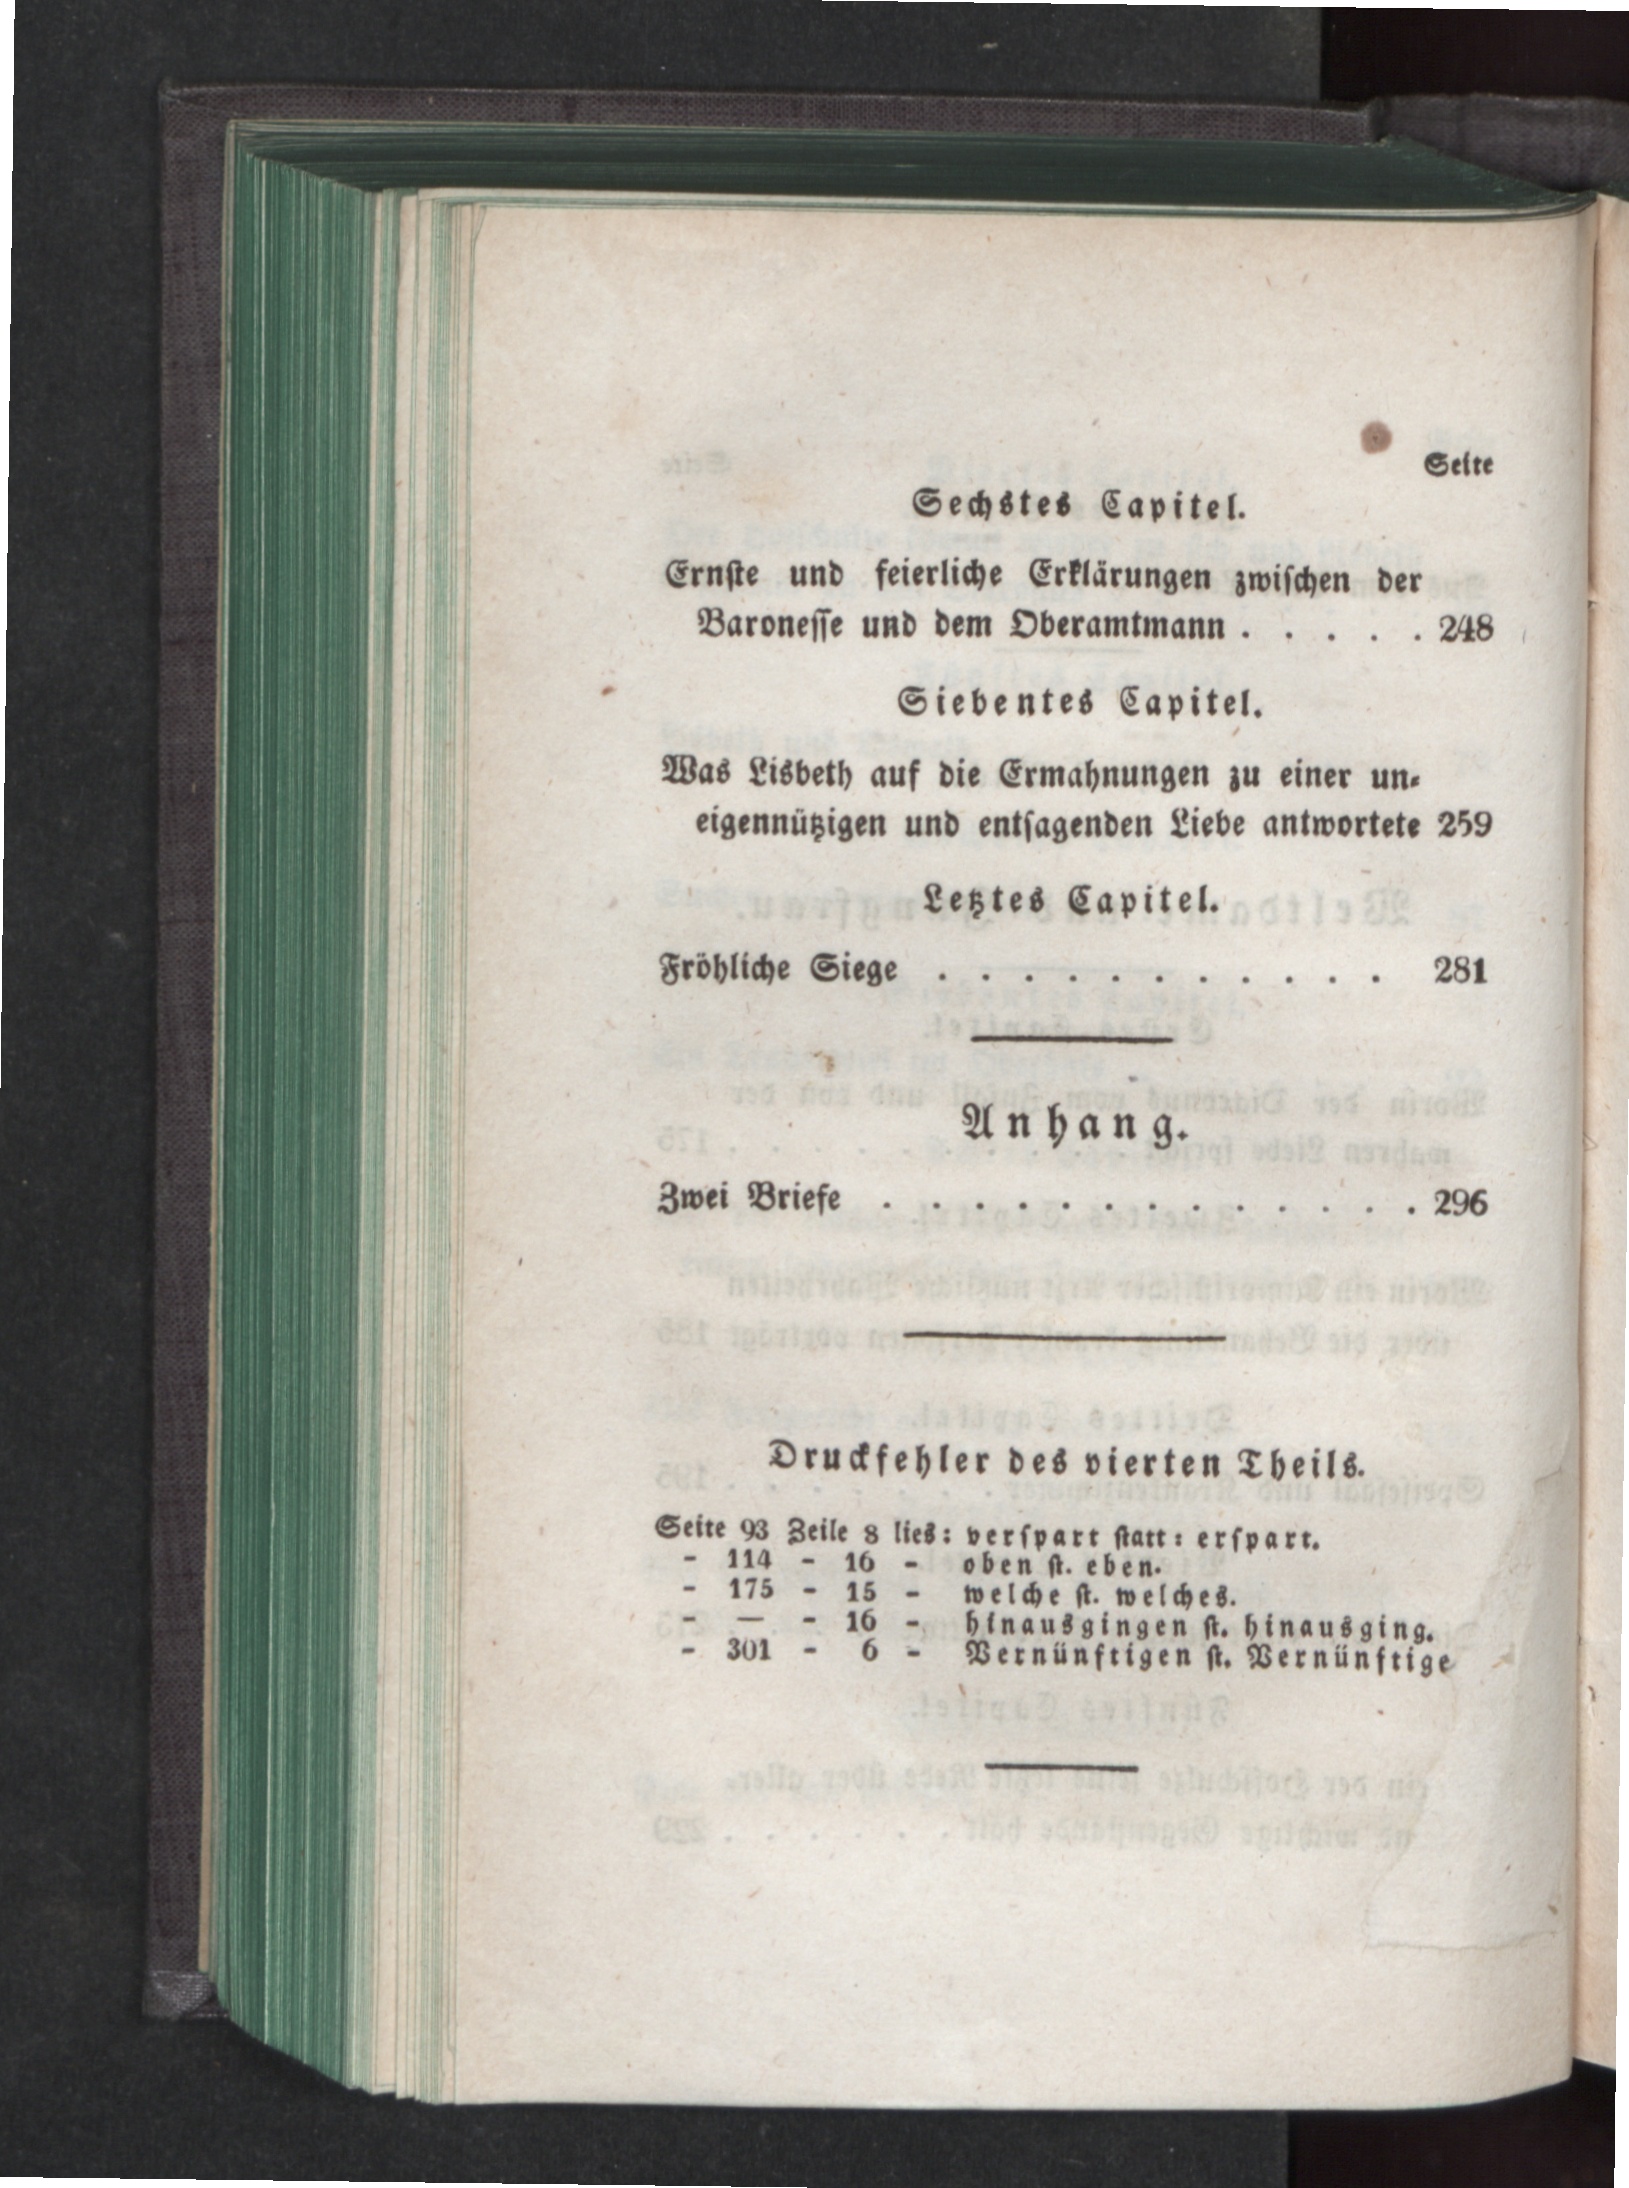 Seite
Sechstes Capitel.
Ernſte und feierliche Erklärungen zwiſchen der
Baroneſſe und dem Oberamtmann . . . . . 248
Siebentes Capitel.
Was Lisbeth auf die Ermahnungen zu einer un⸗
eigennützigen und entſagenden Liebe antwortete 259
Letztes Capitel.
Fröhliche Siege . . . . . . . . . . . 281
Anhang.
Zwei Briefe . . . . . . . . . . . . . 296
Druckfehler des vierten Theils.
Seite 93 Zeile 8 lies: verſpart ſtatt: erſpart.
- 114 - 16 - oben ſt. eben.
- 175 - 15 - welche ſt. welches.
- — - 16 - hinausgingen ſt. hinausging.
- 301 - 6 - Vernünftigen ſt. Vernünftige